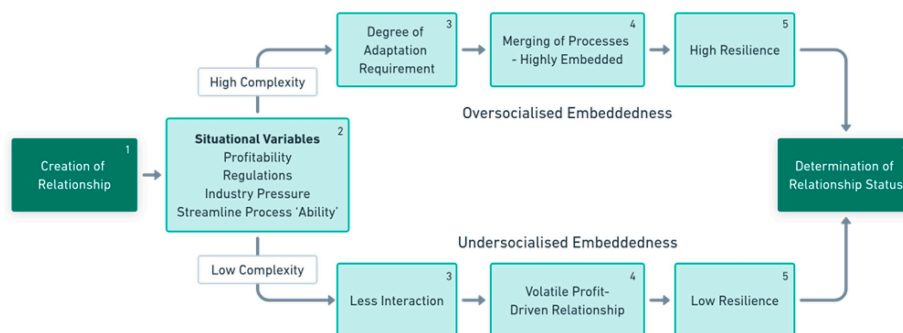 3
Degree of
Adaptation
Requirement
4
Merging of Processes
- Highly Embedded
5
High Resilience
High Complexity
Oversocialised Embeddedness
1
Creation of
Relationship
2
Situational Variables
Profitability
Regulations
Industry Pressure
Streamline Process ‘Ability’
Determination of
Relationship Status
Undersocialised Embeddedness
Low Complexity
3
Less Interaction
4
Volatile Profit-
Driven Relationship
5
Low Resilience